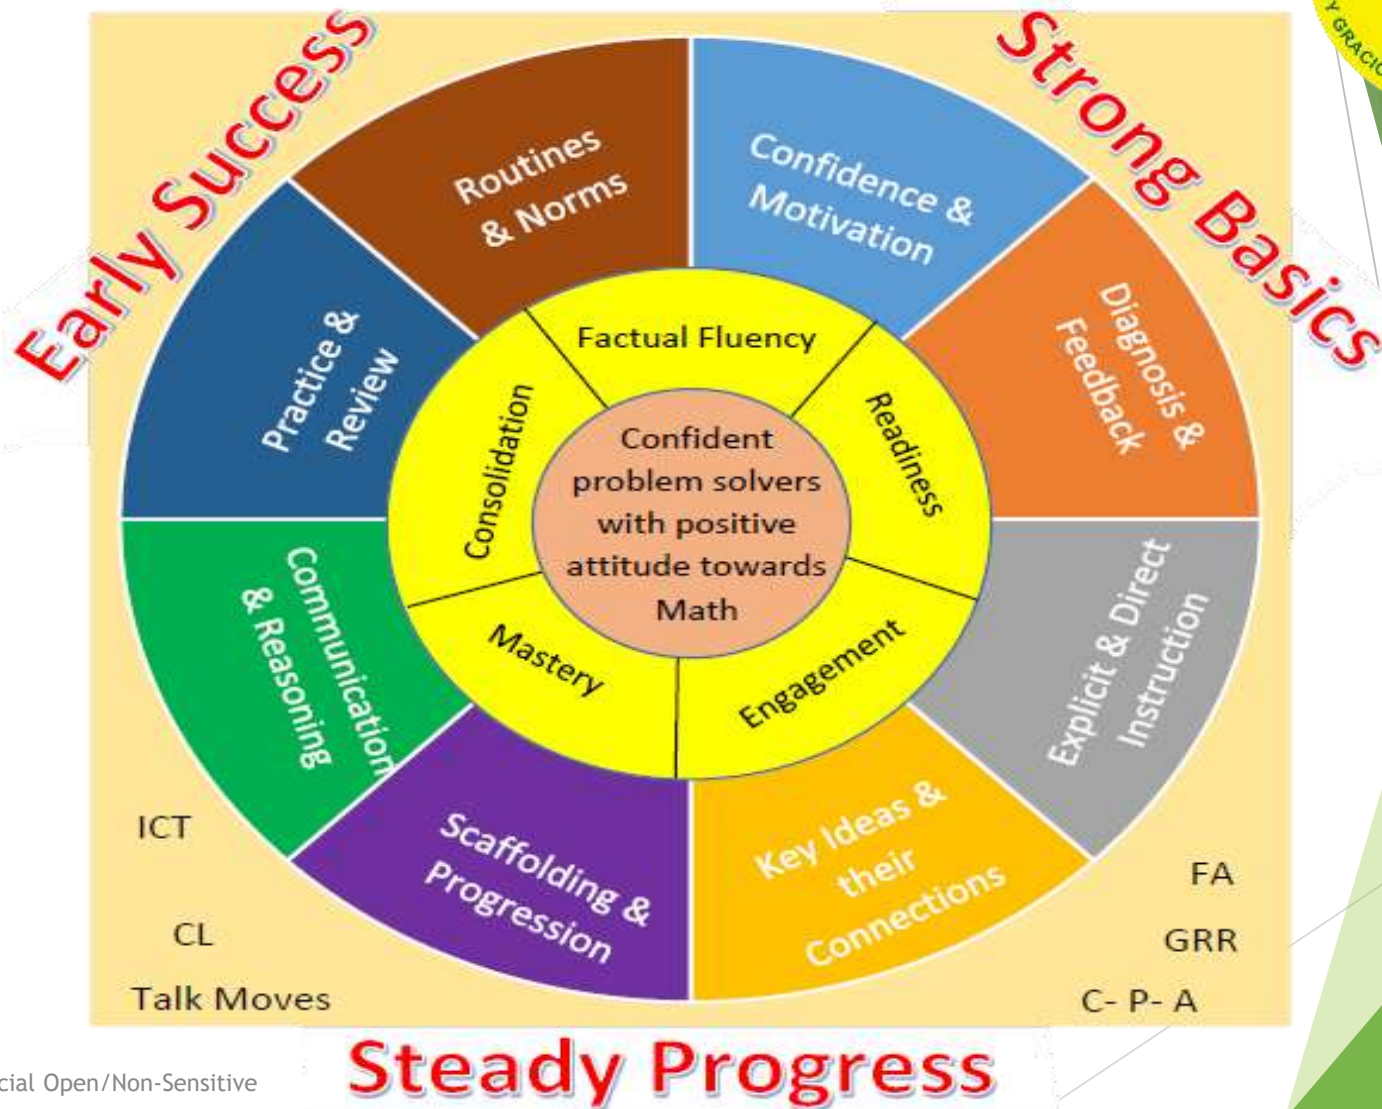 Early Success
Strong Basics
Y GRACIO
Routines
& Norms
Confidence &
Motivation
Diagnosis &
Feedback
Explicit & Direct
Instruction
Key Ideas &
their
Connections
Scaffolding &
Progression
Communication
& Reasoning
Practice &
Review
Factual Fluency
Readiness
Engagement
Mastery
Consolidation
Confident
problem solvers
with positive
attitude towards
Math
ICT
CL
Talk Moves
FA
GRR
C- P- A
Steady Progress
cial Open/Non-Sensitive